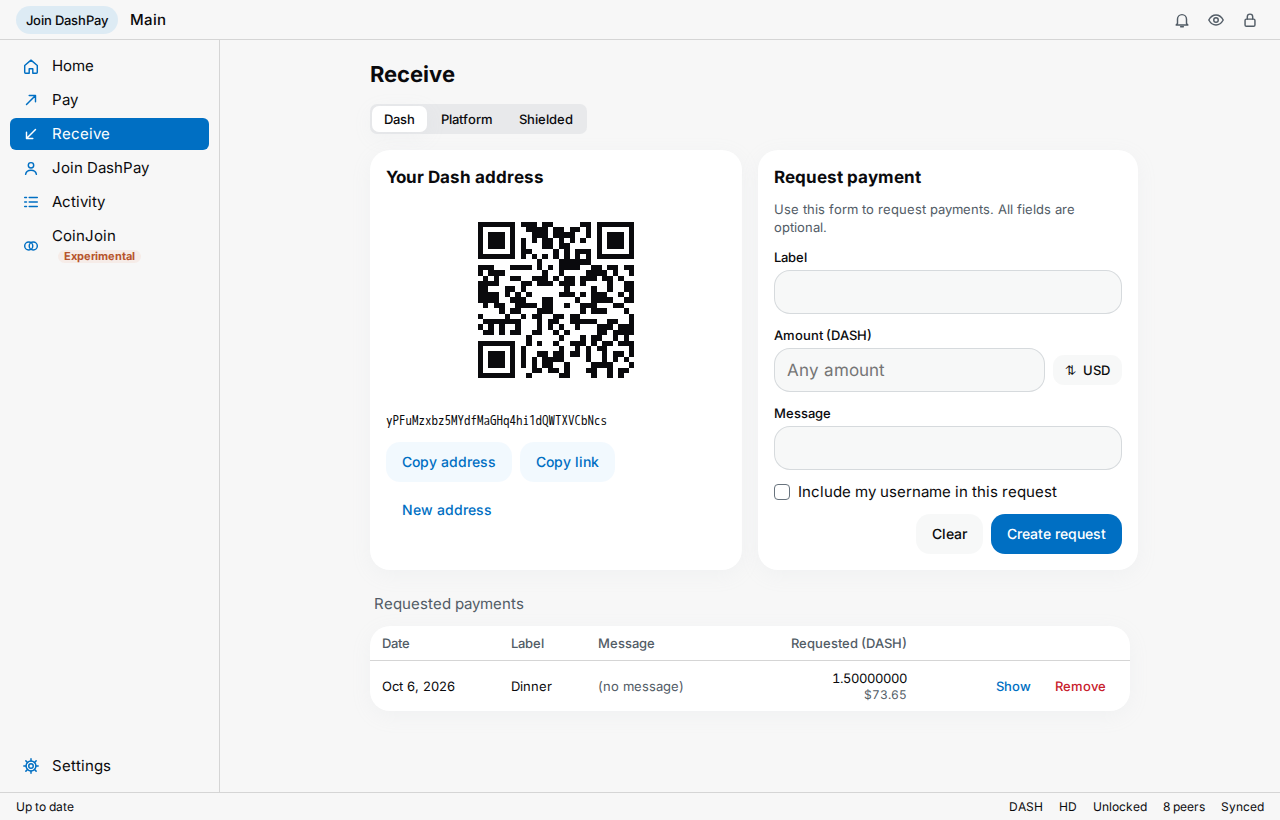 Join DashPay Main
Home
Pay
Receive
Join DashPay
Activity
CoinJoin
Experimental
Settings
Receive
Dash Platform Shielded
Your Dash address
yPFuMzxbz5MYdfMaGHq4hi1dQWTXVCbNcs
Copy address Copy link
New address
Request payment
Use this form to request payments. All fields are
optional.
Label
Amount (DASH)
Any amount ⇅ USD
Message
Include my username in this request
Clear Create request
Requested payments
Date Label Message Requested (DASH)
Oct 6, 2026 Dinner (no message) 1.50000000 Show Remove
$73.65
Up to date DASH HD Unlocked 8 peers Synced